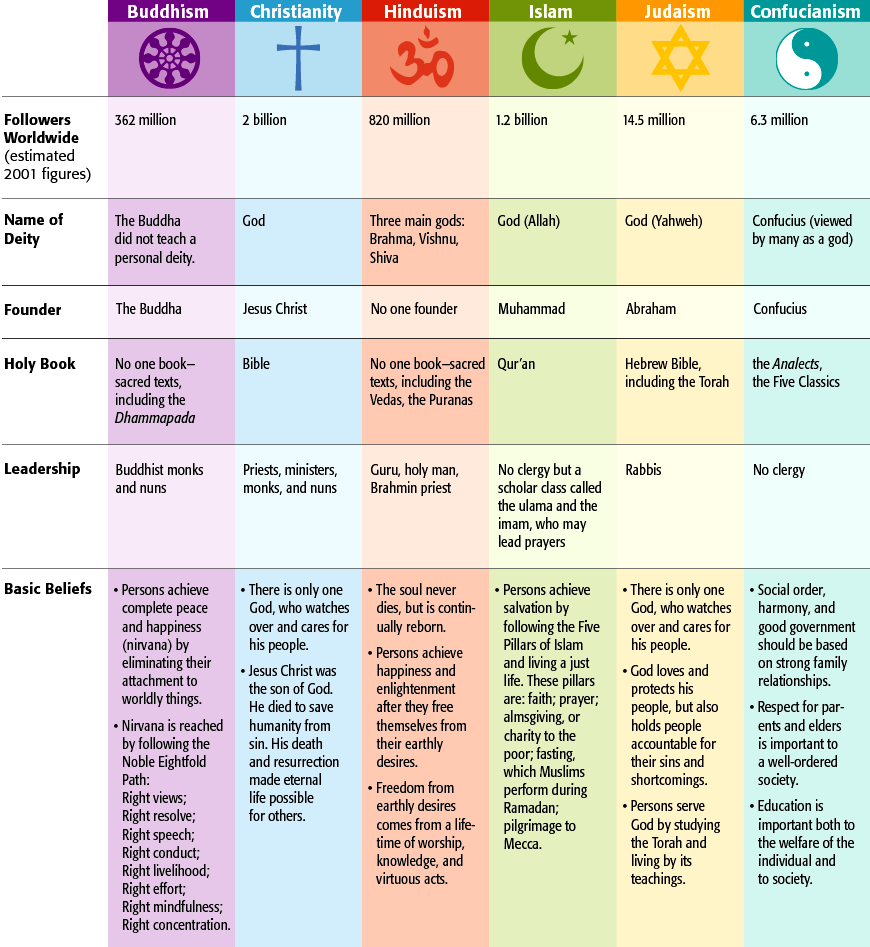 Buddhism
Christianity
Hinduism
Islam
Judaism
Confucianism
Followers
Worldwide
(estimated
2001 figures)
362 million
2 billion
820 million
1.2 billion
14.5 million
6.3 million
Name of
Deity
The Buddha
did not teach a
personal deity.
God
Three main gods:
Brahma, Vishnu,
Shiva
God (Allah)
God (Yahweh)
Confucius (viewed
by many as a god)
Founder
The Buddha
Jesus Christ
No one founder
Muhammad
Abraham
Confucius
Holy Book
No one book–
sacred texts,
including the
Dhammapada
Bible
No one book–sacred
texts, including the
Vedas, the Puranas
Qur’an
Hebrew Bible,
including the Torah
the Analects,
the Five Classics
Leadership
Buddhist monks
and nuns
Priests, ministers,
monks, and nuns
Guru, holy man,
Brahmin priest
No clergy but a
scholar class called
the ulama and the
imam, who may
lead prayers
Rabbis
No clergy
Basic Beliefs
• Persons achieve
complete peace
and happiness
(nirvana) by
eliminating their
attachment to
worldly things.
• Nirvana is reached
by following the
Noble Eightfold
Path:
Right views;
Right resolve;
Right speech;
Right conduct;
Right livelihood;
Right effort;
Right mindfulness;
Right concentration.
• There is only one
God, who watches
over and cares for
his people.
• Jesus Christ was
the son of God.
He died to save
humanity from
sin. His death
and resurrection
made eternal
life possible
for others.
• The soul never
dies, but is contin-
ually reborn.
• Persons achieve
happiness and
enlightenment
after they free
themselves from
their earthly
desires.
• Freedom from
earthly desires
comes from a life-
time of worship,
knowledge, and
virtuous acts.
• Persons achieve
salvation by
following the Five
Pillars of Islam
and living a just
life. These pillars
are: faith; prayer;
almsgiving, or
charity to the
poor; fasting,
which Muslims
perform during
Ramadan;
pilgrimage to
Mecca.
• There is only one
God, who watches
over and cares for
his people.
• God loves and
protects his
people, but also
holds people
accountable for
their sins and
shortcomings.
• Persons serve
God by studying
the Torah and
living by its
teachings.
• Social order,
harmony, and
good government
should be based
on strong family
relationships.
• Respect for par-
ents and elders
is important to
a well-ordered
society.
• Education is
important both to
the welfare of the
individual and
to society.